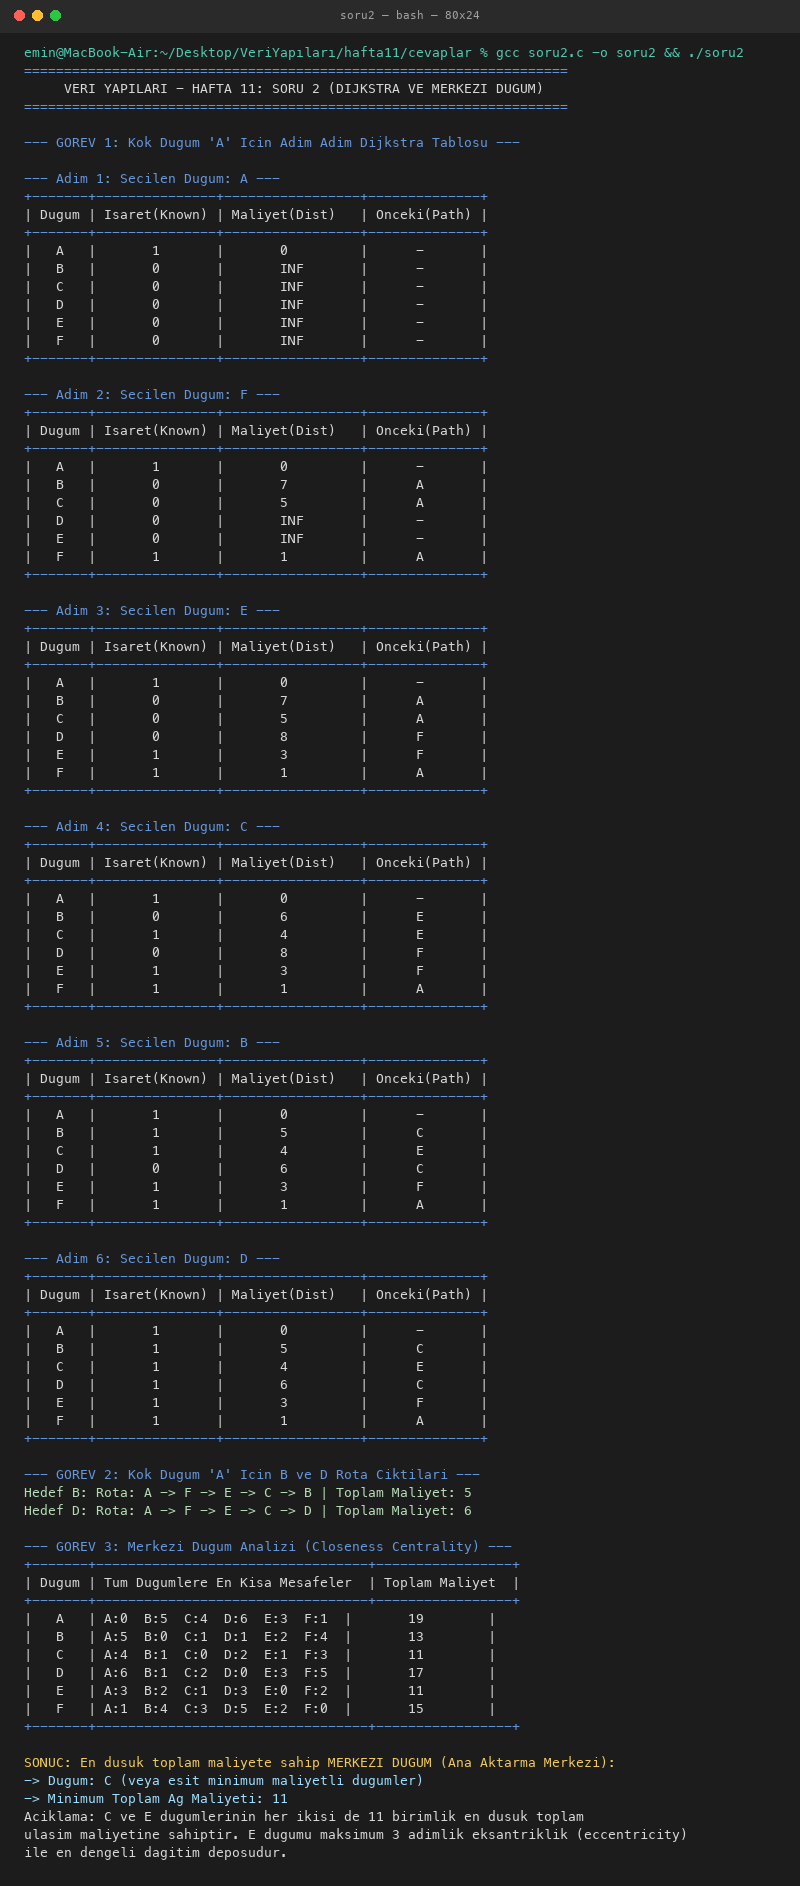 soru2 — bash — 80x24
emin@MacBook-Air:~/Desktop/VeriYapıları/hafta11/cevaplar % gcc soru2.c -o soru2 && ./soru2
====================================================================
     VERI YAPILARI - HAFTA 11: SORU 2 (DIJKSTRA VE MERKEZI DUGUM)
====================================================================
--- GOREV 1: Kok Dugum 'A' Icin Adim Adim Dijkstra Tablosu ---
--- Adim 1: Secilen Dugum: A ---
+-------+---------------+-----------------+--------------+
| Dugum | Isaret(Known) | Maliyet(Dist)   | Onceki(Path) |
+-------+---------------+-----------------+--------------+
|   A   |       1       |       0         |      -       |
|   B   |       0       |       INF       |      -       |
|   C   |       0       |       INF       |      -       |
|   D   |       0       |       INF       |      -       |
|   E   |       0       |       INF       |      -       |
|   F   |       0       |       INF       |      -       |
+-------+---------------+-----------------+--------------+
--- Adim 2: Secilen Dugum: F ---
+-------+---------------+-----------------+--------------+
| Dugum | Isaret(Known) | Maliyet(Dist)   | Onceki(Path) |
+-------+---------------+-----------------+--------------+
|   A   |       1       |       0         |      -       |
|   B   |       0       |       7         |      A       |
|   C   |       0       |       5         |      A       |
|   D   |       0       |       INF       |      -       |
|   E   |       0       |       INF       |      -       |
|   F   |       1       |       1         |      A       |
+-------+---------------+-----------------+--------------+
--- Adim 3: Secilen Dugum: E ---
+-------+---------------+-----------------+--------------+
| Dugum | Isaret(Known) | Maliyet(Dist)   | Onceki(Path) |
+-------+---------------+-----------------+--------------+
|   A   |       1       |       0         |      -       |
|   B   |       0       |       7         |      A       |
|   C   |       0       |       5         |      A       |
|   D   |       0       |       8         |      F       |
|   E   |       1       |       3         |      F       |
|   F   |       1       |       1         |      A       |
+-------+---------------+-----------------+--------------+
--- Adim 4: Secilen Dugum: C ---
+-------+---------------+-----------------+--------------+
| Dugum | Isaret(Known) | Maliyet(Dist)   | Onceki(Path) |
+-------+---------------+-----------------+--------------+
|   A   |       1       |       0         |      -       |
|   B   |       0       |       6         |      E       |
|   C   |       1       |       4         |      E       |
|   D   |       0       |       8         |      F       |
|   E   |       1       |       3         |      F       |
|   F   |       1       |       1         |      A       |
+-------+---------------+-----------------+--------------+
--- Adim 5: Secilen Dugum: B ---
+-------+---------------+-----------------+--------------+
| Dugum | Isaret(Known) | Maliyet(Dist)   | Onceki(Path) |
+-------+---------------+-----------------+--------------+
|   A   |       1       |       0         |      -       |
|   B   |       1       |       5         |      C       |
|   C   |       1       |       4         |      E       |
|   D   |       0       |       6         |      C       |
|   E   |       1       |       3         |      F       |
|   F   |       1       |       1         |      A       |
+-------+---------------+-----------------+--------------+
--- Adim 6: Secilen Dugum: D ---
+-------+---------------+-----------------+--------------+
| Dugum | Isaret(Known) | Maliyet(Dist)   | Onceki(Path) |
+-------+---------------+-----------------+--------------+
|   A   |       1       |       0         |      -       |
|   B   |       1       |       5         |      C       |
|   C   |       1       |       4         |      E       |
|   D   |       1       |       6         |      C       |
|   E   |       1       |       3         |      F       |
|   F   |       1       |       1         |      A       |
+-------+---------------+-----------------+--------------+
--- GOREV 2: Kok Dugum 'A' Icin B ve D Rota Ciktilari ---
Hedef B: Rota: A -> F -> E -> C -> B | Toplam Maliyet: 5
Hedef D: Rota: A -> F -> E -> C -> D | Toplam Maliyet: 6
--- GOREV 3: Merkezi Dugum Analizi (Closeness Centrality) ---
+-------+----------------------------------+-----------------+
| Dugum | Tum Dugumlere En Kisa Mesafeler  | Toplam Maliyet  |
+-------+----------------------------------+-----------------+
|   A   | A:0  B:5  C:4  D:6  E:3  F:1  |       19        |
|   B   | A:5  B:0  C:1  D:1  E:2  F:4  |       13        |
|   C   | A:4  B:1  C:0  D:2  E:1  F:3  |       11        |
|   D   | A:6  B:1  C:2  D:0  E:3  F:5  |       17        |
|   E   | A:3  B:2  C:1  D:3  E:0  F:2  |       11        |
|   F   | A:1  B:4  C:3  D:5  E:2  F:0  |       15        |
+-------+----------------------------------+-----------------+
SONUC: En dusuk toplam maliyete sahip MERKEZI DUGUM (Ana Aktarma Merkezi):
-> Dugum: C (veya esit minimum maliyetli dugumler)
-> Minimum Toplam Ag Maliyeti: 11
Aciklama: C ve E dugumlerinin her ikisi de 11 birimlik en dusuk toplam
ulasim maliyetine sahiptir. E dugumu maksimum 3 adimlik eksantriklik (eccentricity)
ile en dengeli dagitim deposudur.